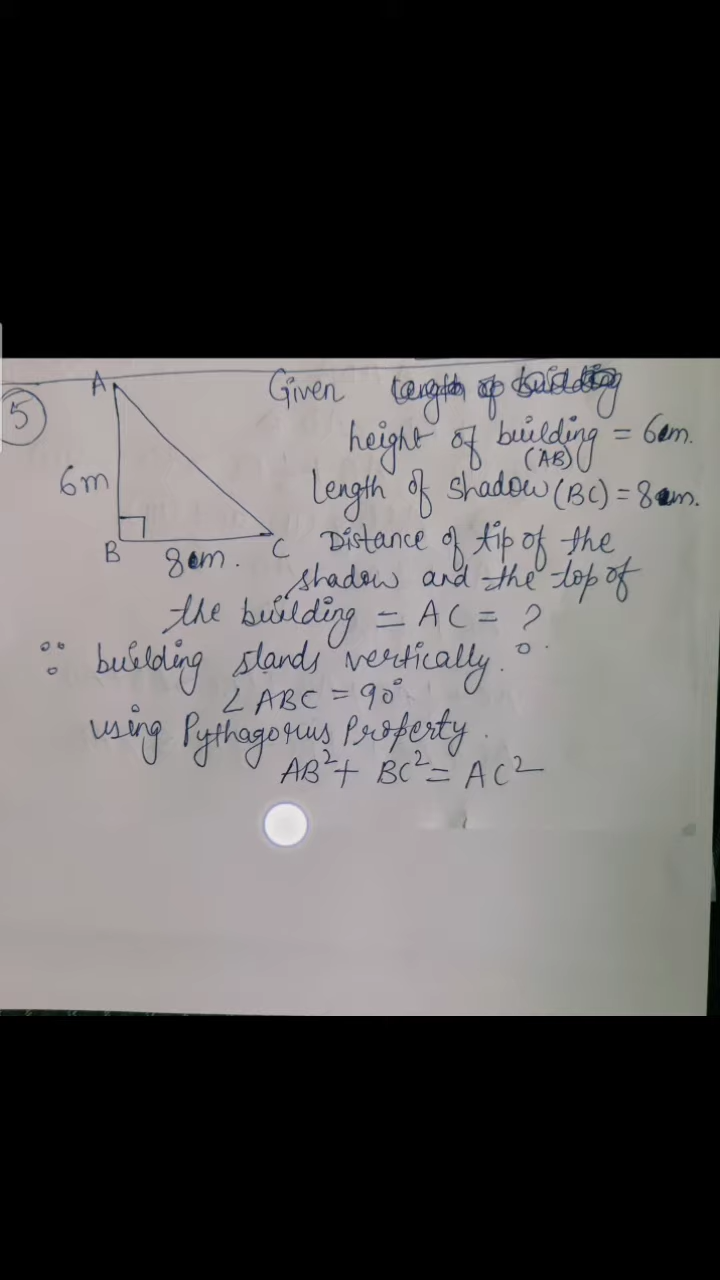 5
A
Given
height of building = 6m.
(AB)
6m
Length of shadow (BC) = 8m.
B
8m.
C
Distance of tip of the
shadow and the top of
the building = AC = ?
∵ building stands vertically.
∠ABC = 90°
using Pythagorus Property.
AB² + BC² = AC²